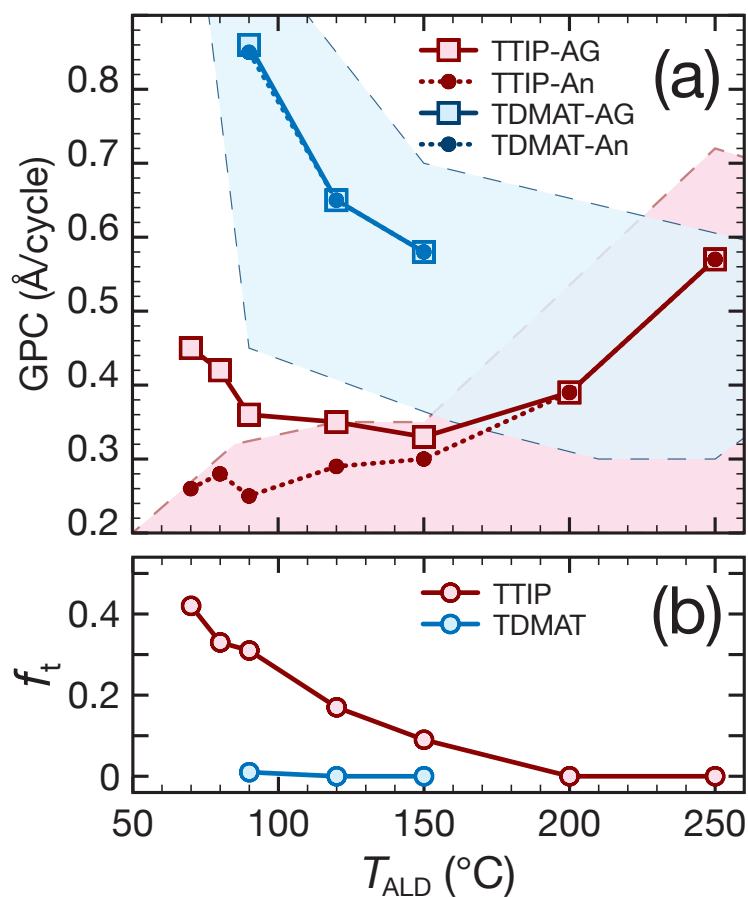 (a)
TTIP-AG
TTIP-An
TDMAT-AG
TDMAT-An
GPC (Å/cycle)
0.8
0.7
0.6
0.5
0.4
0.3
0.2
(b)
TTIP
TDMAT
f_t
0.4
0.2
0
50 100 150 200 250
T_ALD (°C)